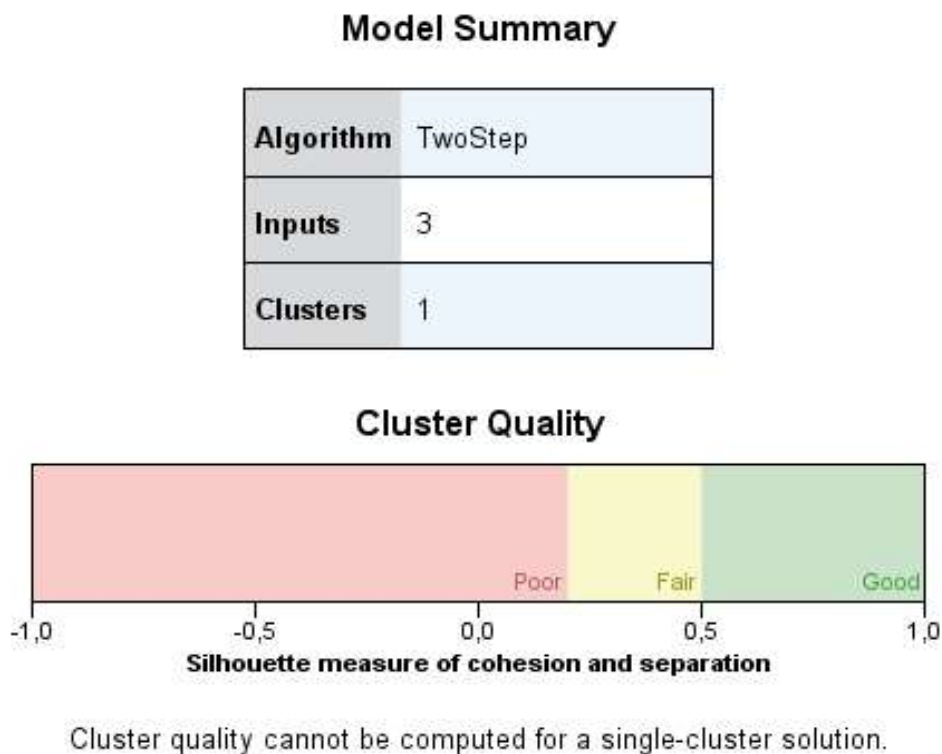 Model Summary
Algorithm TwoStep
Inputs 3
Clusters 1
Cluster Quality
Poor Fair Good
-1,0 -0,5 0,0 0,5 1,0
Silhouette measure of cohesion and separation
Cluster quality cannot be computed for a single-cluster solution.